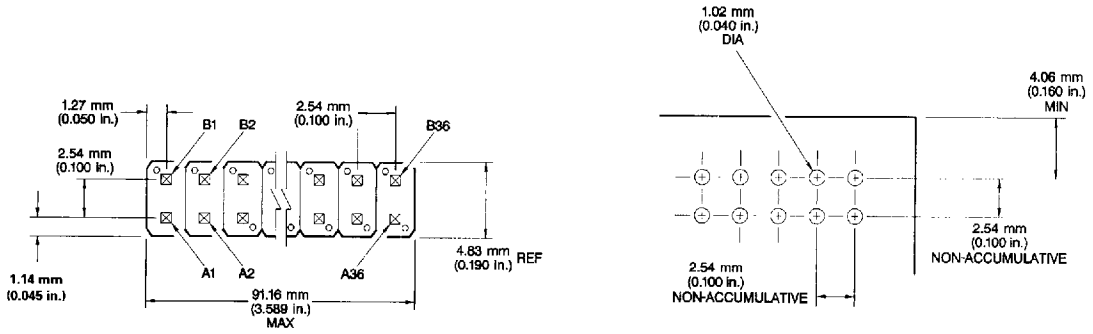 1.27 mm
(0.050 in.)
B1
B2
2.54 mm
(0.100 in.)
B36
2.54 mm
(0.100 in.)
1.14 mm
(0.045 in.)
A1
A2
A36
4.83 mm
(0.190 in.) REF
91.16 mm
(3.589 in.)
MAX
1.02 mm
(0.040 in.)
DIA
4.06 mm
(0.160 in.)
MIN
2.54 mm
(0.100 in.)
NON-ACCUMULATIVE
2.54 mm
(0.100 in.)
NON-ACCUMULATIVE